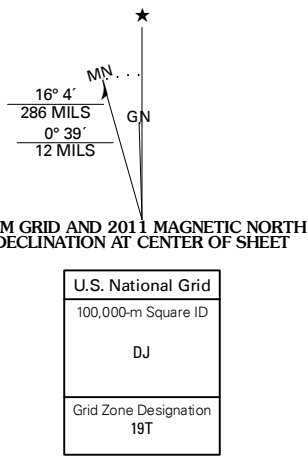 ★
MN
GN
16° 4´
286 MILS
0° 39´
12 MILS
M GRID AND 2011 MAGNETIC NORTH
DECLINATION AT CENTER OF SHEET
U.S. National Grid
100,000-m Square ID
DJ
Grid Zone Designation
19T